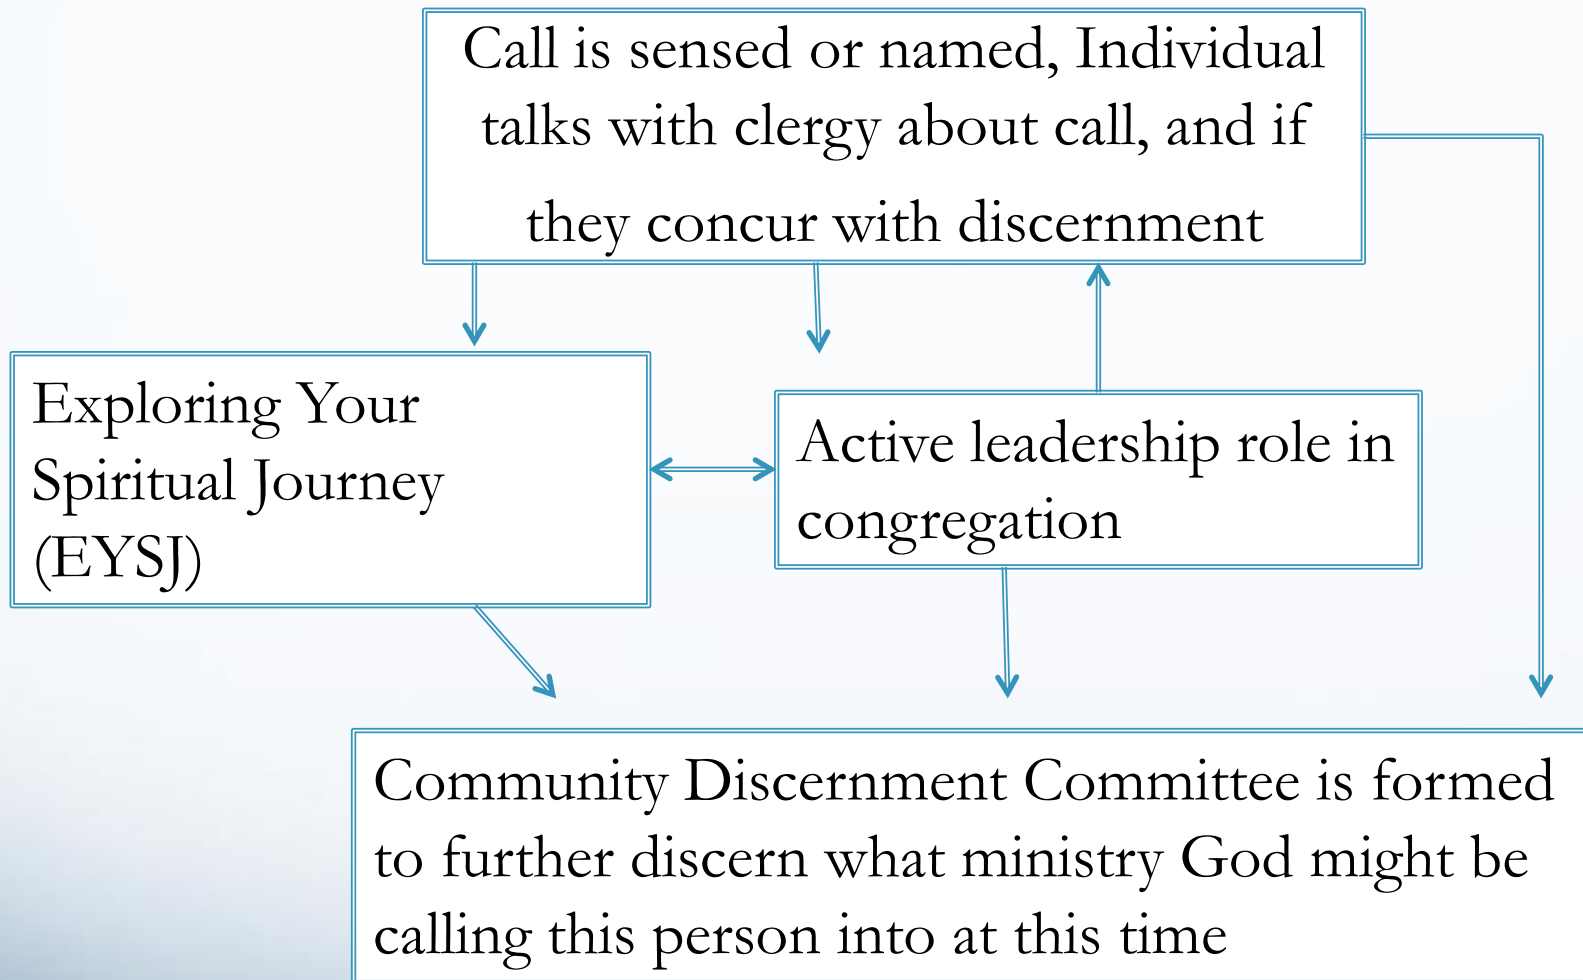 Call is sensed or named, Individual
talks with clergy about call, and if
they concur with discernment
Exploring Your
Spiritual Journey
(EYSJ)
Active leadership role in
congregation
Community Discernment Committee is formed
to further discern what ministry God might be
calling this person into at this time